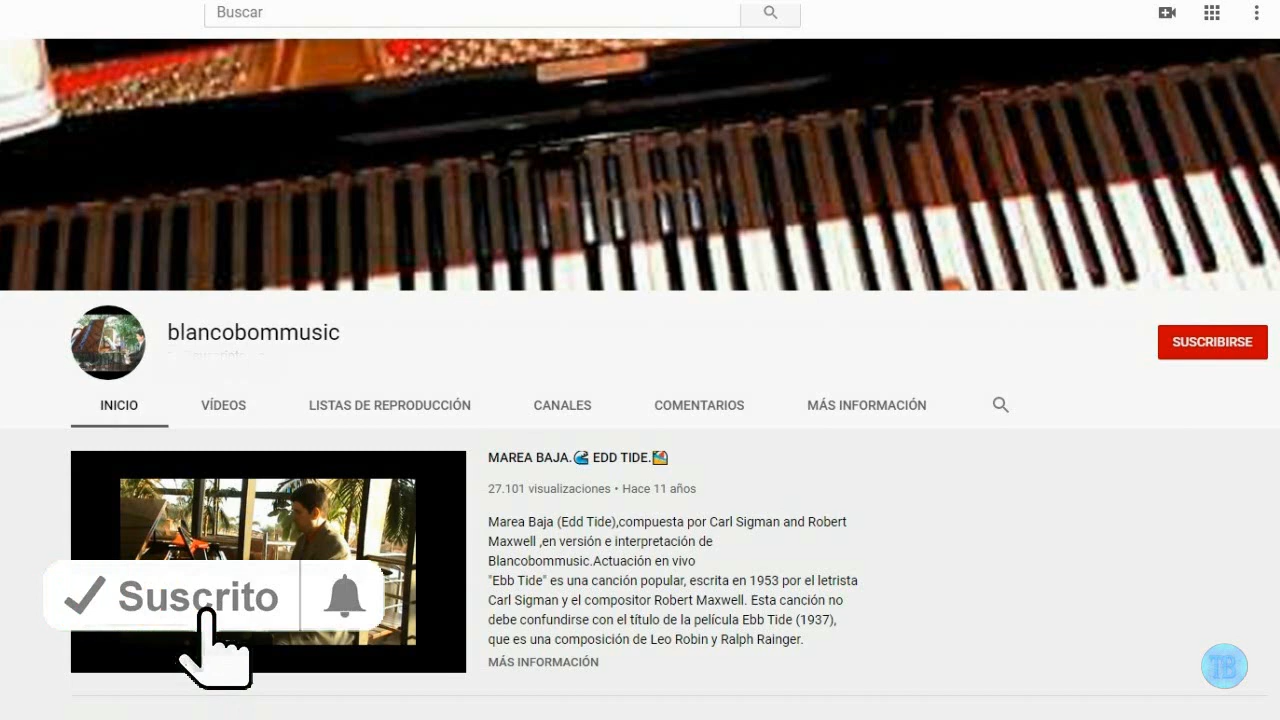 Buscar
blancobommusic
SUSCRIBIRSE
INICIO VÍDEOS LISTAS DE REPRODUCCIÓN CANALES COMENTARIOS MÁS INFORMACIÓN
MAREA BAJA.🌊 EDD TIDE.🏖
27.101 visualizaciones • Hace 11 años
Marea Baja (Edd Tide),compuesta por Carl Sigman and Robert
Maxwell ,en versión e interpretación de
Blancobommusic.Actuación en vivo
"Ebb Tide" es una canción popular, escrita en 1953 por el letrista
Carl Sigman y el compositor Robert Maxwell. Esta canción no
debe confundirse con el título de la película Ebb Tide (1937),
que es una composición de Leo Robin y Ralph Rainger.
MÁS INFORMACIÓN
Suscrito
TB